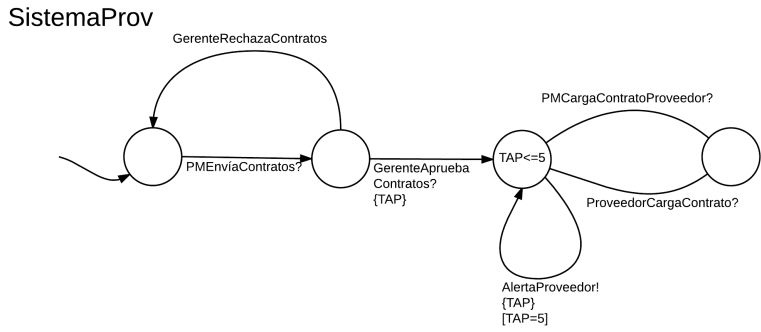 SistemaProv
GerenteRechazaContratos
PMEnvíaContratos?
GerenteAprueba
Contratos?
{TAP}
TAP<=5
PMCargaContratoProveedor?
ProveedorCargaContrato?
AlertaProveedor!
{TAP}
[TAP=5]